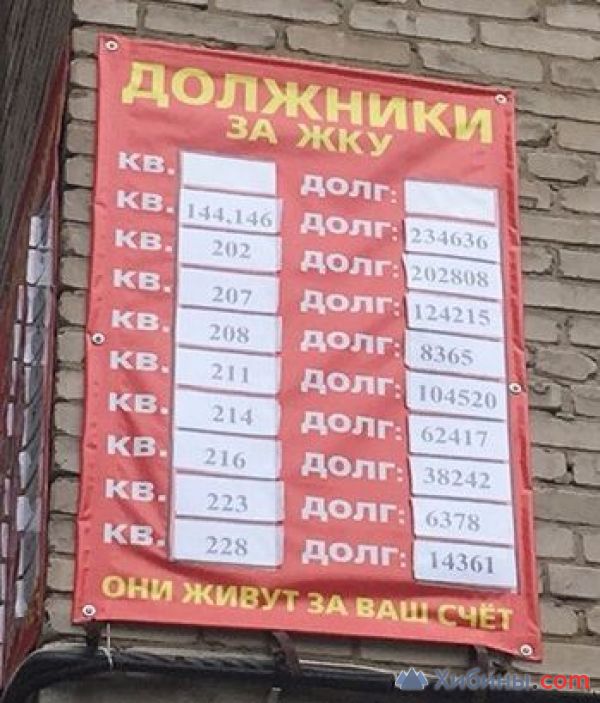 ДОЛЖНИКИ
ЗА ЖКУ
КВ. ДОЛГ:
КВ. 144,146 ДОЛГ: 234636
КВ. 202 ДОЛГ: 202808
КВ. 207 ДОЛГ: 124215
КВ. 208 ДОЛГ: 8365
КВ. 211 ДОЛГ: 104520
КВ. 214 ДОЛГ: 62417
КВ. 216 ДОЛГ: 38242
КВ. 223 ДОЛГ: 6378
КВ. 228 ДОЛГ: 14361
ОНИ ЖИВУТ ЗА ВАШ СЧЁТ
Хибины.com